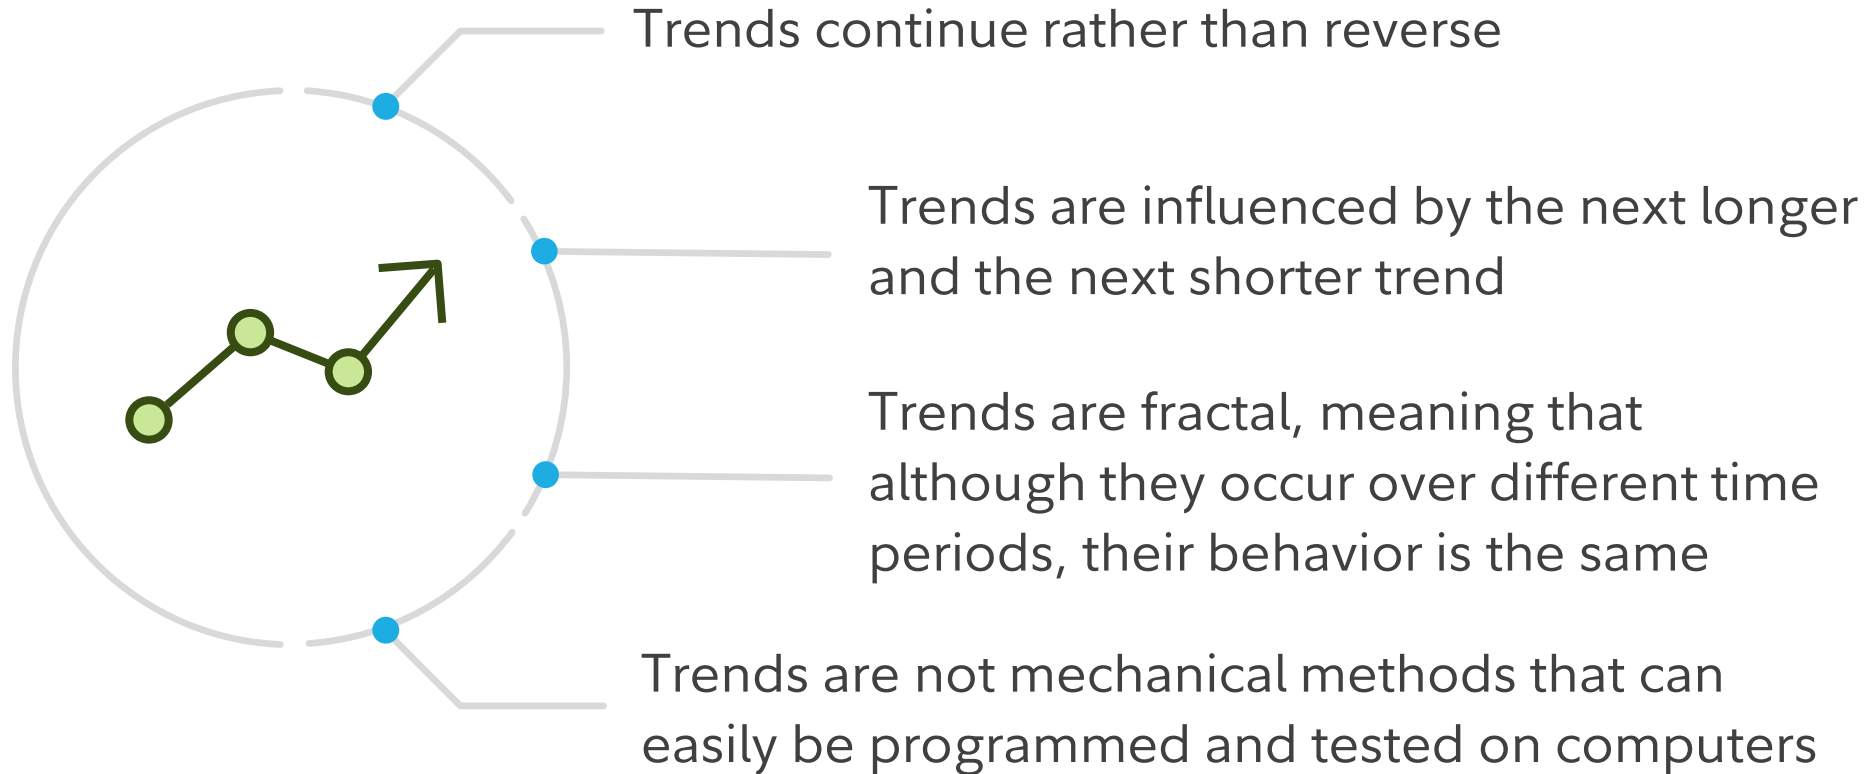 Trends continue rather than reverse
Trends are influenced by the next longer
and the next shorter trend
Trends are fractal, meaning that
although they occur over different time
periods, their behavior is the same
Trends are not mechanical methods that can
easily be programmed and tested on computers